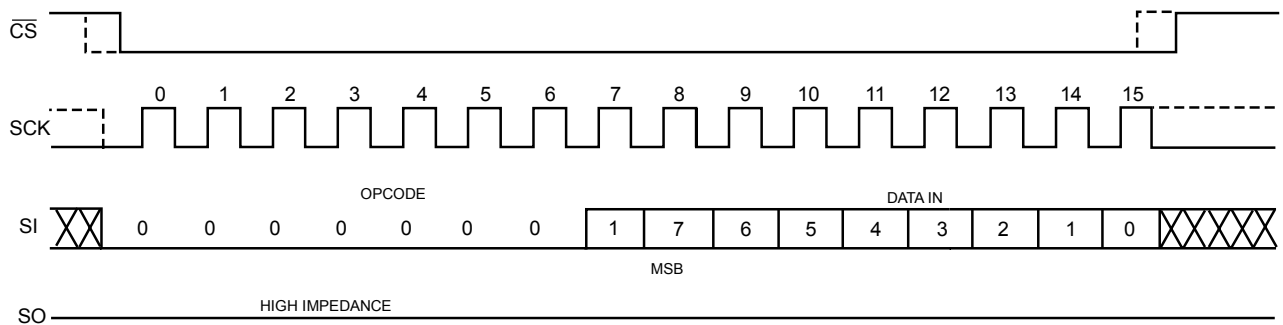 CS
0 1 2 3 4 5 6 7 8 9 10 11 12 13 14 15
SCK
OPCODE DATA IN
SI 0 0 0 0 0 0 0 1 7 6 5 4 3 2 1 0
MSB
HIGH IMPEDANCE
SO